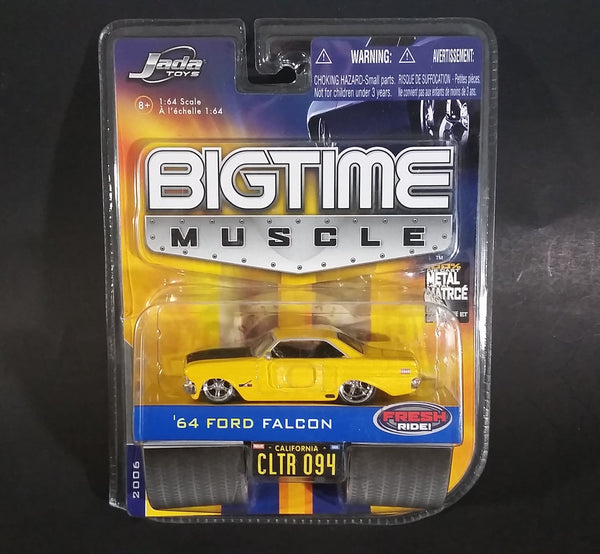 Jada
TOYS
8+
1:64 Scale
À l'échelle 1:64
WARNING:
CHOKING HAZARD-Small parts.
Not for children under 3 years.
AVERTISSEMENT:
RISQUE DE SUFFOCATION - Petites pièces.
Ne convient pas aux enfants de moins de 3 ans.
BIGTIME
MUSCLE
TM
METAL
MATRCÉ
'64 FORD FALCON
FRESH
RIDE!
2006
- CALIFORNIA -
CLTR 094